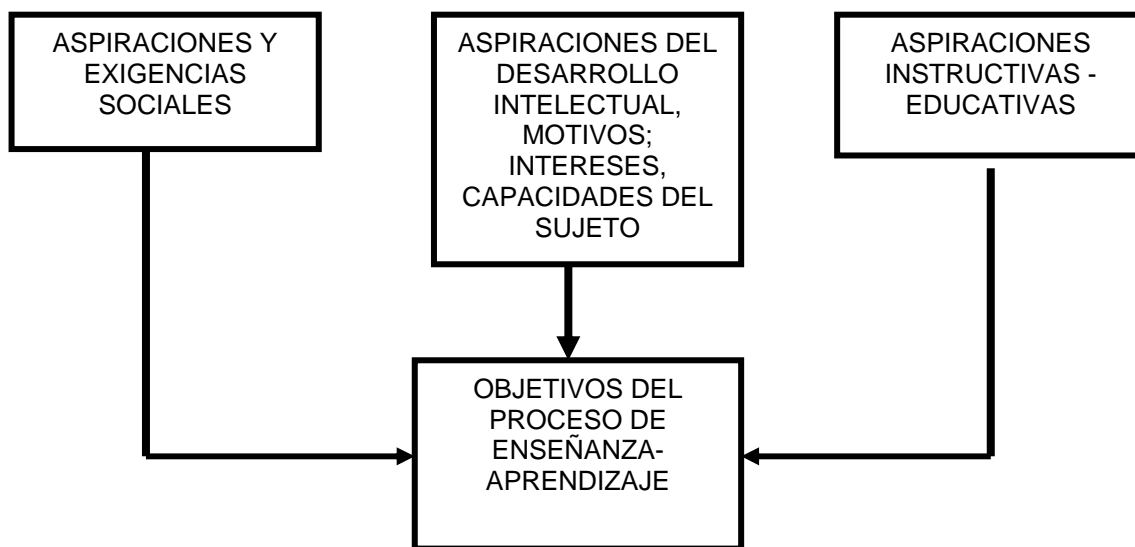 ASPIRACIONES Y
EXIGENCIAS
SOCIALES
ASPIRACIONES DEL
DESARROLLO
INTELECTUAL,
MOTIVOS;
INTERESES,
CAPACIDADES DEL
SUJETO
ASPIRACIONES
INSTRUCTIVAS -
EDUCATIVAS
OBJETIVOS DEL
PROCESO DE
ENSEÑANZA-
APRENDIZAJE